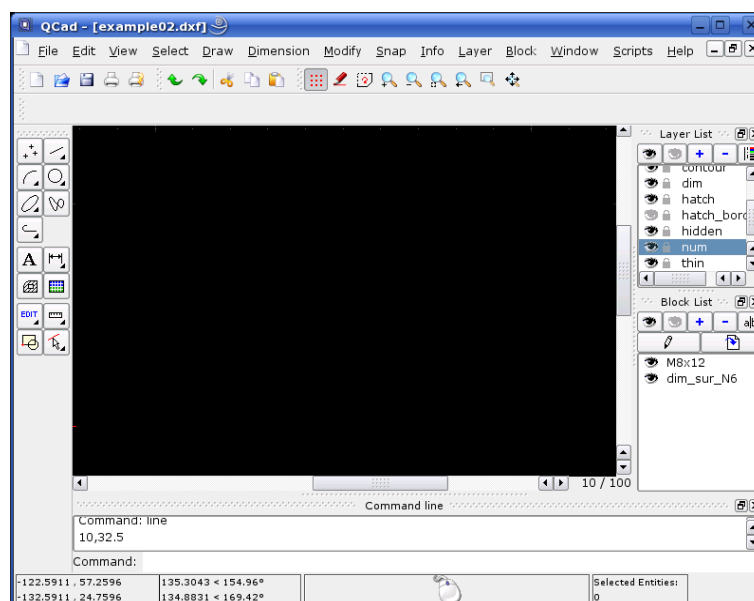 QCad - [example02.dxf]
File Edit View Select Draw Dimension Modify Snap Info Layer Block Window Scripts Help
Layer List
contour
dim
hatch
hatch_bord
hidden
num
thin
A
EDIT
Block List
a|b
M8x12
dim_sur_N6
10 / 100
Command line
Command: line
10,32.5
Command:
-122.5911 , 57.2596 135.3043 < 154.96° Selected Entities:
-132.5911 , 24.7596 134.8831 < 169.42° 0